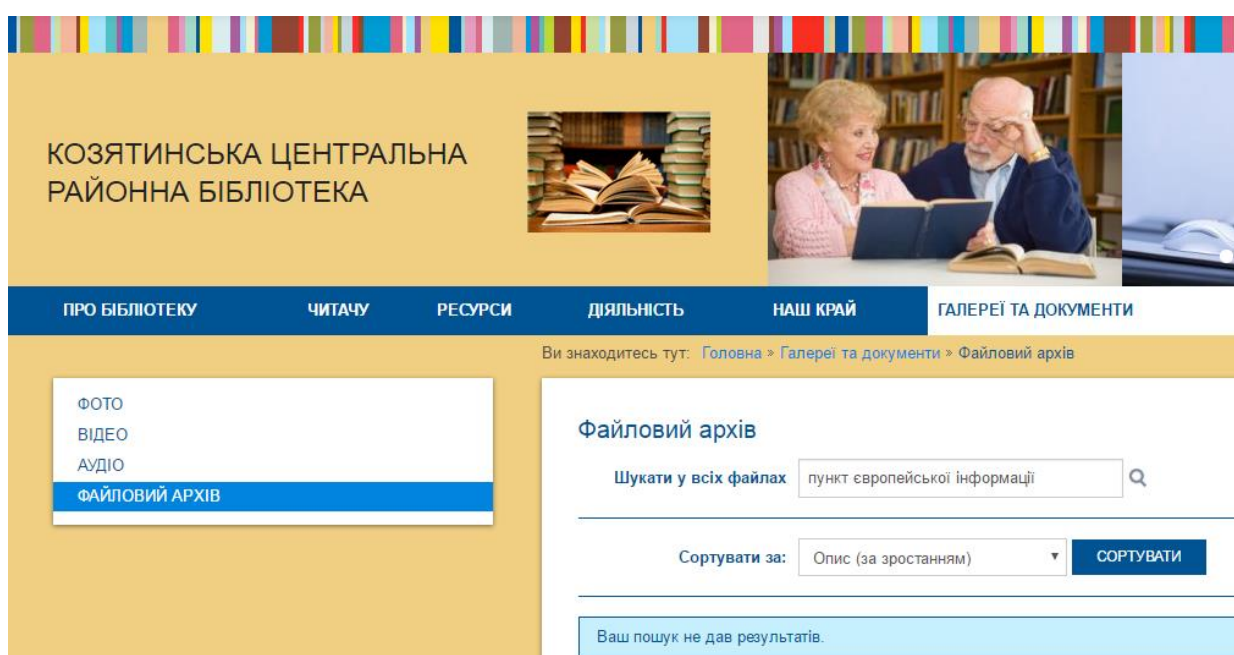 КОЗЯТИНСЬКА ЦЕНТРАЛЬНА
РАЙОННА БІБЛІОТЕКА
ПРО БІБЛІОТЕКУ ЧИТАЧУ РЕСУРСИ ДІЯЛЬНІСТЬ НАШ КРАЙ ГАЛЕРЕЇ ТА ДОКУМЕНТИ
Ви знаходитесь тут: Головна » Галереї та документи » Файловий архів
ФОТО
ВІДЕО
АУДІО
ФАЙЛОВИЙ АРХІВ
Файловий архів
Шукати у всіх файлах пункт європейської інформації
Сортувати за: Опис (за зростанням) СОРТУВАТИ
Ваш пошук не дав результатів.